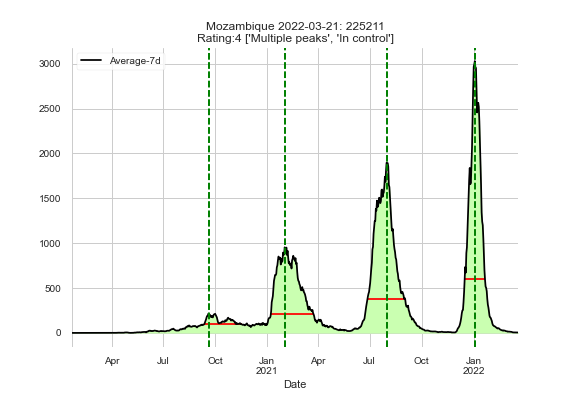 Mozambique 2022-03-21: 225211
Rating:4 ['Multiple peaks', 'In control']
Average-7d
3000
2500
2000
1500
1000
500
0
Apr Jul Oct Jan Apr Jul Oct Jan
2021 2022
Date